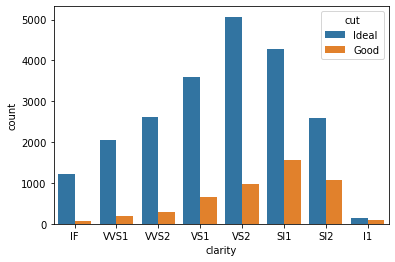 cut
Ideal
Good
5000
4000
3000
2000
1000
0
count
IF VVS1 VVS2 VS1 VS2 SI1 SI2 I1
clarity